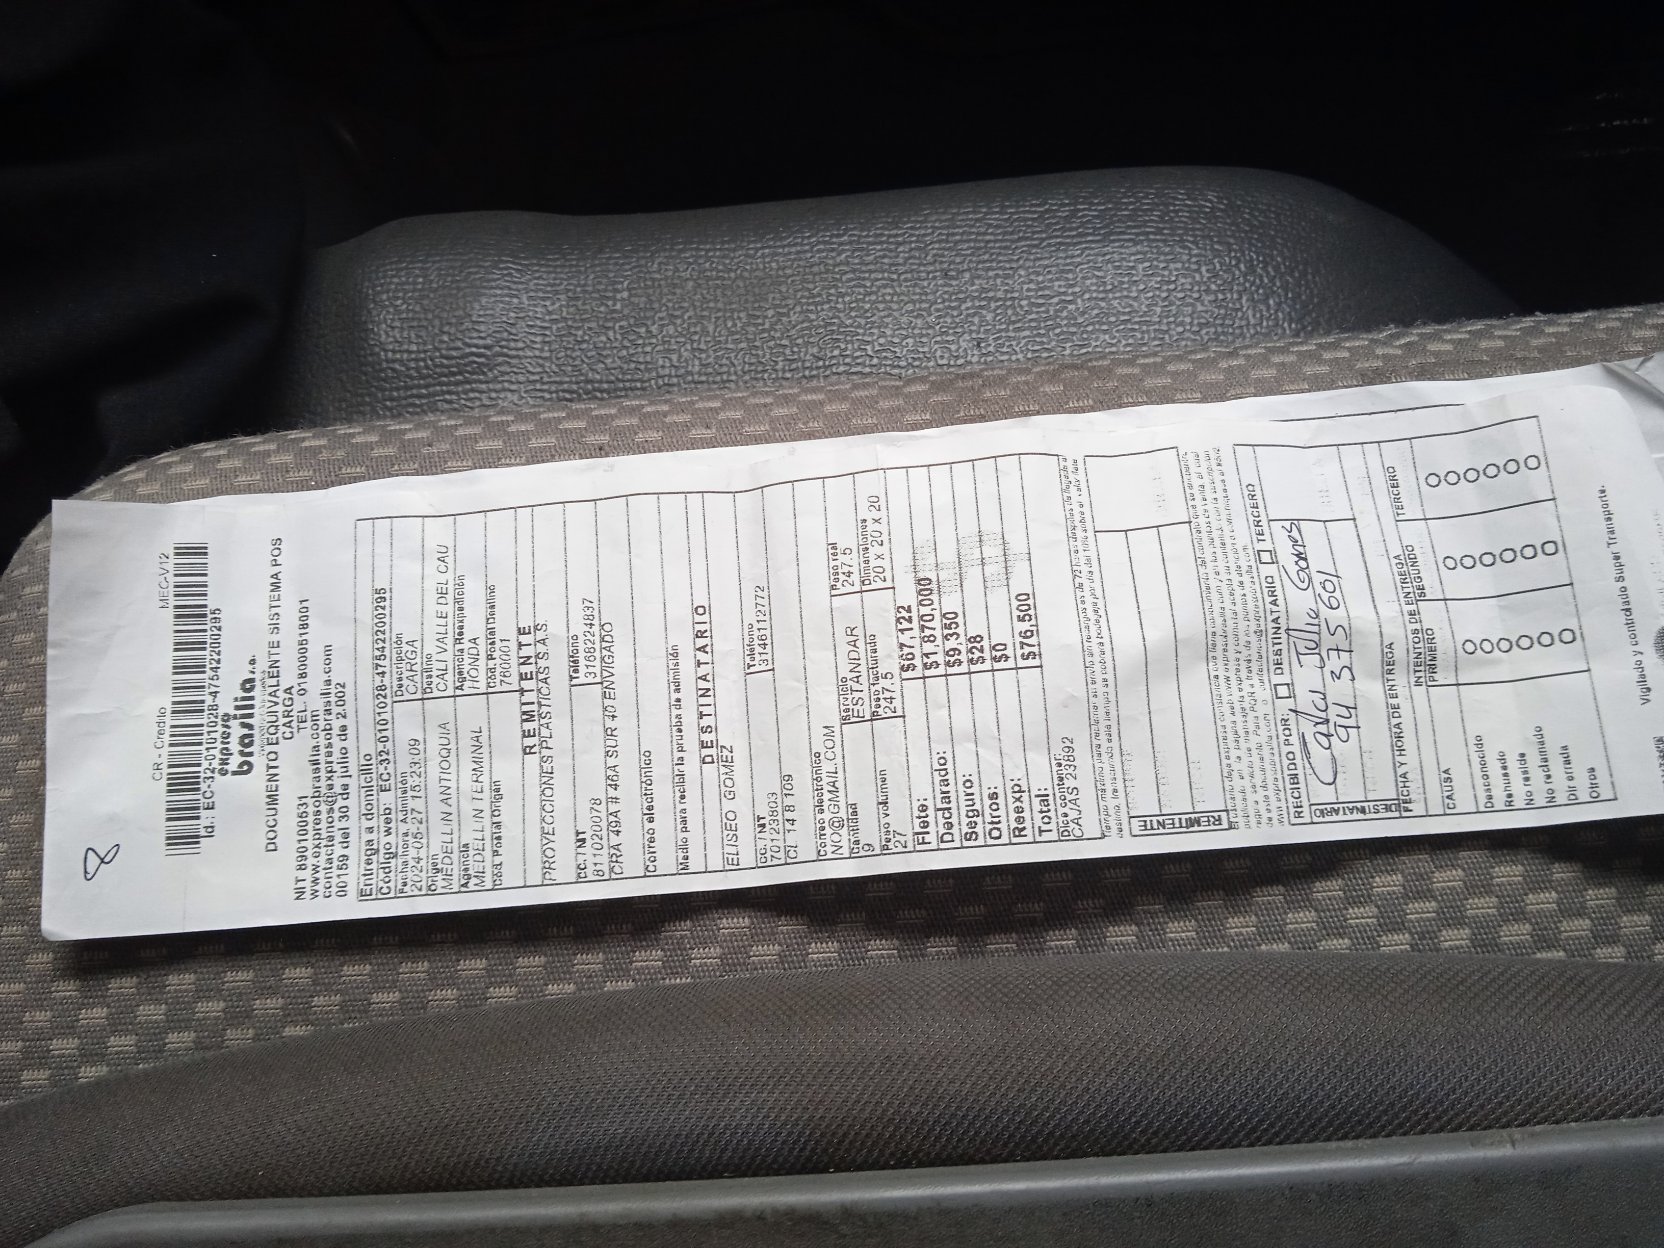 8
CR - Credito MEC-V12
Id.: EC-32-0101028-4754220​0295
expreso
brasilia s.a.
DOCUMENTO EQUIVALENTE SISTEMA POS
CARGA
NIT 890100531 TEL. 018000518001
www.expresobrasilia.com
contactenos@expresobrasilia.com
00159 del 30 de julio de 2.002
Entrega a domicilio
Código web: EC-32-0101028-47542200295
Fecha/hora, Admisión Descripción
2024-05-27 15:23:09 CARGA
Origen Destino
MEDELLIN ANTIOQUIA CALI VALLE DEL CAU
Agencia Agencia Reexpedición
MEDELLIN TERMINAL HONDA
Cód. Postal Origen Cód. Postal Destino
760001
REMITENTE
PROYECCIONES PLASTICAS S.A.S.
CC. / NIT Teléfono
811020078 3168224837
CRA 49A # 46A SUR 40 ENVIGADO
Correo electrónico
Medio para recibir la prueba de admisión
DESTINATARIO
ELISEO GOMEZ
CC. / NIT Teléfono
70123803 3146112772
CL 14 8 109
Correo electrónico
NO@GMAIL.COM
Cantidad Servicio Peso real
9 ESTANDAR 247.5
Peso volumen Peso facturado Dimensiones
27 247.5 20 x 20 x 20
Flete: $67,122
Declarado: $1,870,000
Seguro: $9,350
Otros: $28
Reexp: $0
Total: $76,500
Dice contener:
CAJAS 23892
REMITENTE
RECIBIDO POR: DESTINATARIO TERCERO
DESTINATARIO
Gomes
94 375 601
FECHA Y HORA DE ENTREGA
INTENTOS DE ENTREGA
CAUSA PRIMERO SEGUNDO TERCERO
Desconocido
Rehusado
No reside
No reclamado
Dir errada
Otros
Vigilado y controlado Super Transporte.